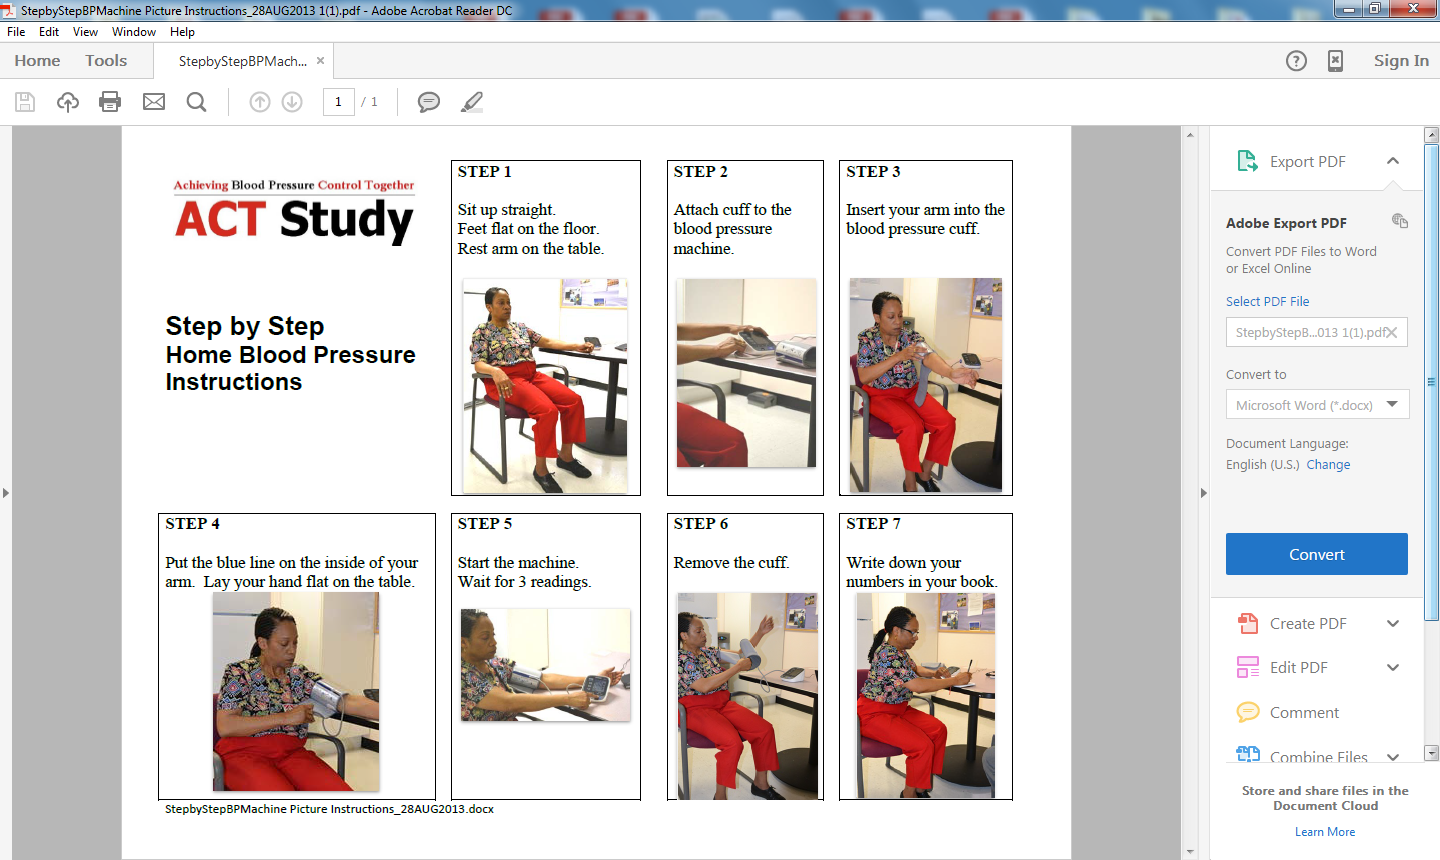 StepbyStepBPMachine Picture Instructions_28AUG2013 1(1).pdf - Adobe Acrobat Reader DC
File Edit View Window Help
Home Tools StepbyStepBPMach... × Sign In
1 / 1
Achieving Blood Pressure Control Together
ACT Study
Step by Step
Home Blood Pressure
Instructions
STEP 1
Sit up straight.
Feet flat on the floor.
Rest arm on the table.
STEP 2
Attach cuff to the
blood pressure
machine.
STEP 3
Insert your arm into the
blood pressure cuff.
STEP 4
Put the blue line on the inside of your
arm.  Lay your hand flat on the table.
STEP 5
Start the machine.
Wait for 3 readings.
STEP 6
Remove the cuff.
STEP 7
Write down your
numbers in your book.
StepbyStepBPMachine Picture Instructions_28AUG2013.docx
Export PDF
Adobe Export PDF
Convert PDF Files to Word
or Excel Online
Select PDF File
StepbyStepB...013 1(1).pdf
Convert to
Microsoft Word (*.docx)
Document Language:
English (U.S.) Change
Convert
Create PDF
Edit PDF
Comment
Combine Files
Store and share files in the
Document Cloud
Learn More